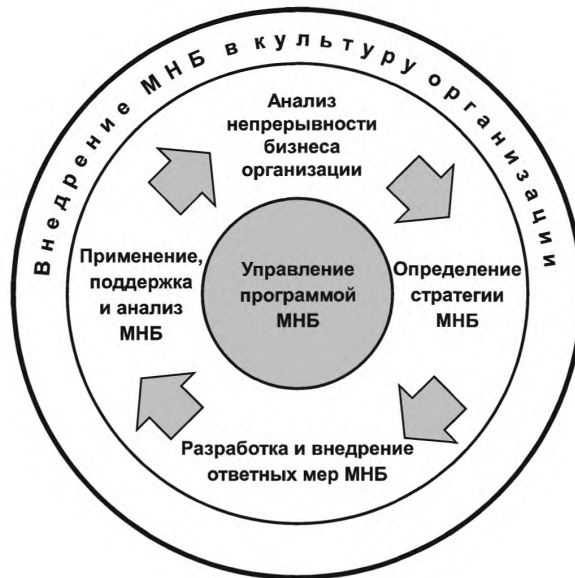 Внедрение МНБ в культуру организации
Анализ
непрерывности
бизнеса
организации
Применение,
поддержка
и анализ
МНБ
Управление
программой
МНБ
Определение
стратегии
МНБ
Разработка и внедрение
ответных мер МНБ